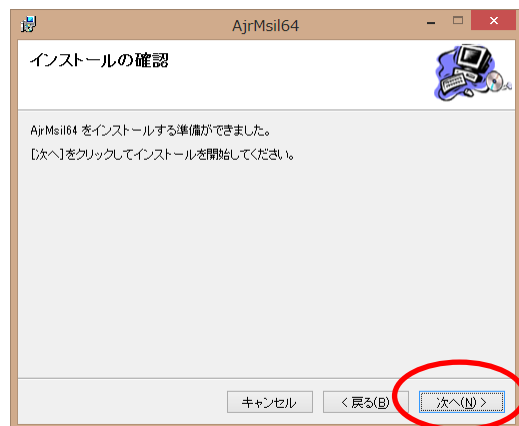 AjrMsil64
インストールの確認
AjrMsil64 をインストールする準備ができました。
[次へ]をクリックしてインストールを開始してください。
キャンセル
< 戻る(B)
次へ(N) >